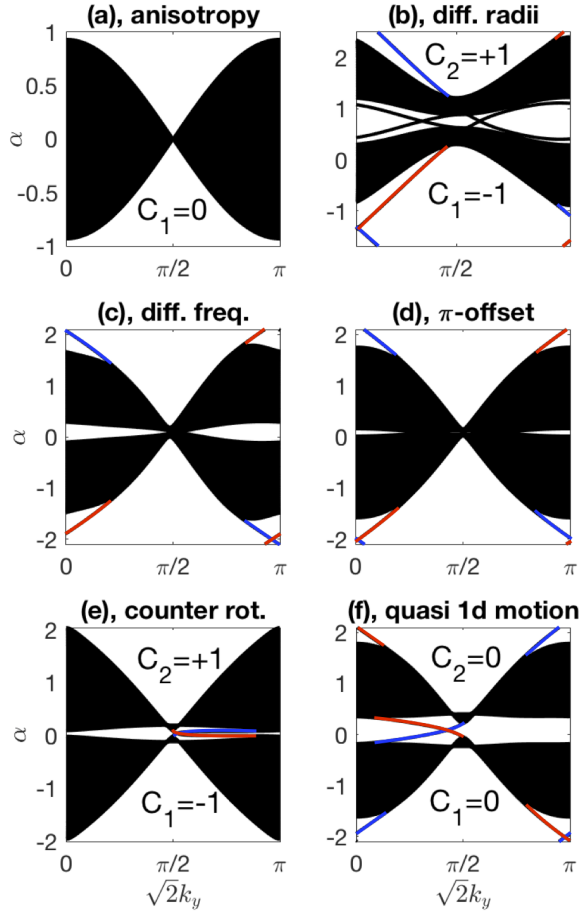 (a), anisotropy
(b), diff. radii
1
0.5
0
-0.5
-1
α
C₁=0
0
π/2
π
2
1
0
-1
C₂=+1
C₁=-1
π/2
(c), diff. freq.
(d), π-offset
2
1
0
-1
-2
α
0
π/2
π
2
1
0
-1
-2
0
π/2
π
(e), counter rot.
(f), quasi 1d motion
2
1
0
-1
-2
α
C₂=+1
C₁=-1
0
π/2
π
√2k_y
2
1
0
-1
-2
C₂=0
C₁=0
0
π/2
π
√2k_y